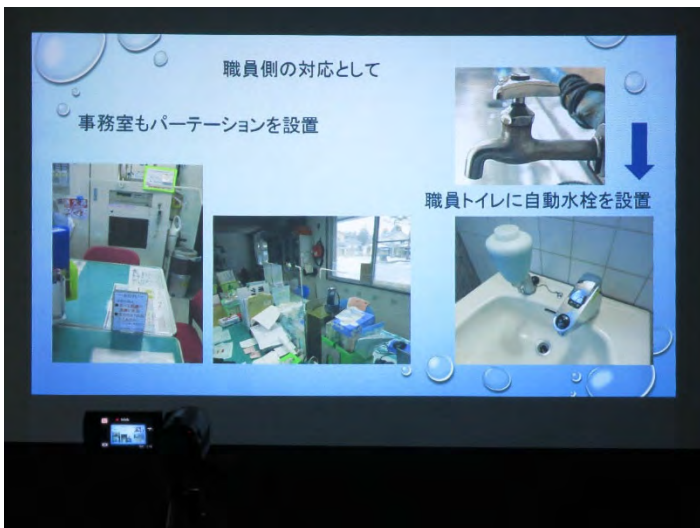 職員側の対応として
事務室もパーテーションを設置
職員トイレに自動水栓を設置